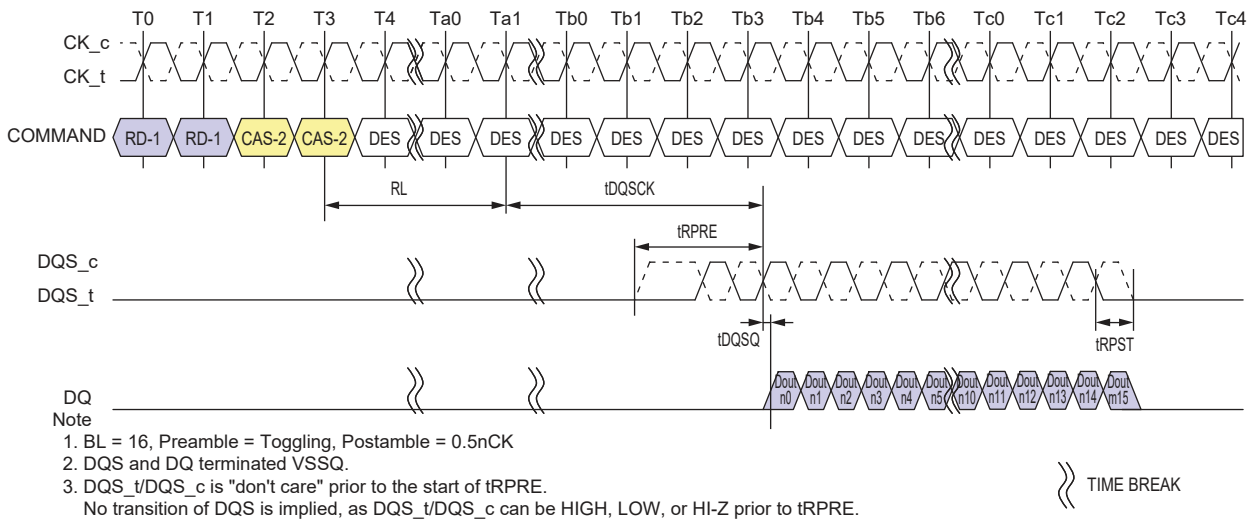 T0 T1 T2 T3 T4 Ta0 Ta1 Tb0 Tb1 Tb2 Tb3 Tb4 Tb5 Tb6 Tc0 Tc1 Tc2 Tc3 Tc4
CK_c
CK_t
COMMAND RD-1 RD-1 CAS-2 CAS-2 DES DES DES DES DES DES DES DES DES DES DES DES DES DES DES
RL tDQSCK
tRPRE
DQS_c
DQS_t
tDQSQ tRPST
DQ Dout n0 Dout n1 Dout n2 Dout n3 Dout n4 Dout n5 Dout n10 Dout n11 Dout n12 Dout n13 Dout n14 Dout m15
Note
1. BL = 16, Preamble = Toggling, Postamble = 0.5nCK
2. DQS and DQ terminated VSSQ.
3. DQS_t/DQS_c is "don't care" prior to the start of tRPRE.
No transition of DQS is implied, as DQS_t/DQS_c can be HIGH, LOW, or HI-Z prior to tRPRE.
TIME BREAK